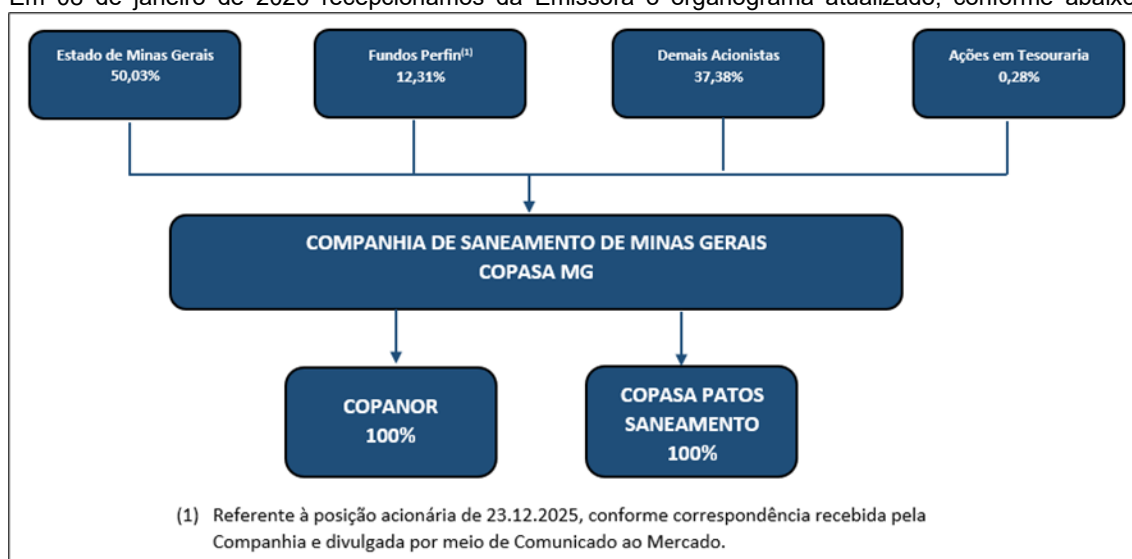 Em 08 de janeiro de 2026 recepcionamos da Emissora o organograma atualizado, conforme abaixo
Estado de Minas Gerais
50,03%
Fundos Perfin(1)
12,31%
Demais Acionistas
37,38%
Ações em Tesouraria
0,28%
COMPANHIA DE SANEAMENTO DE MINAS GERAIS
COPASA MG
COPANOR
100%
COPASA PATOS
SANEAMENTO
100%
(1) Referente à posição acionária de 23.12.2025, conforme correspondência recebida pela
Companhia e divulgada por meio de Comunicado ao Mercado.